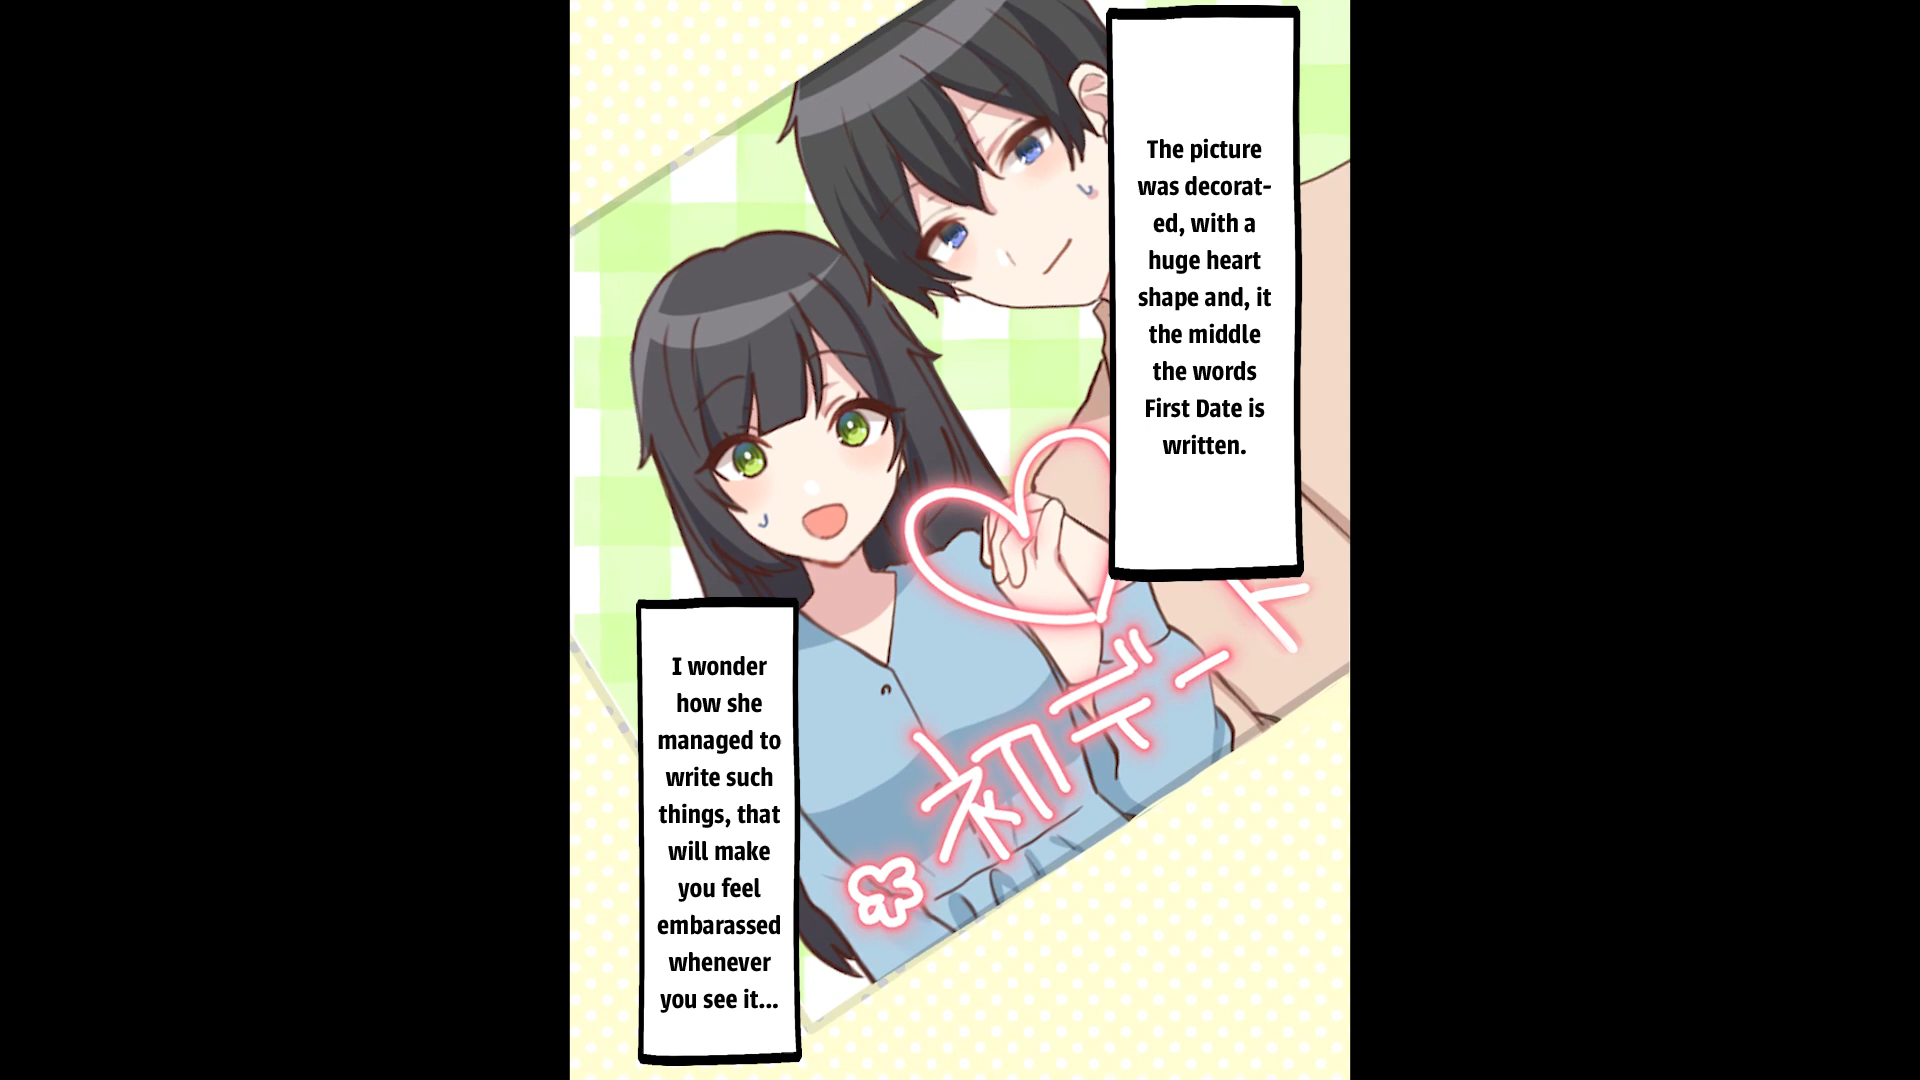 The picture
was decorat-
ed, with a
huge heart
shape and, it
the middle
the words
First Date is
written.
初デート
I wonder
how she
managed to
write such
things, that
will make
you feel
embarassed
whenever
you see it...